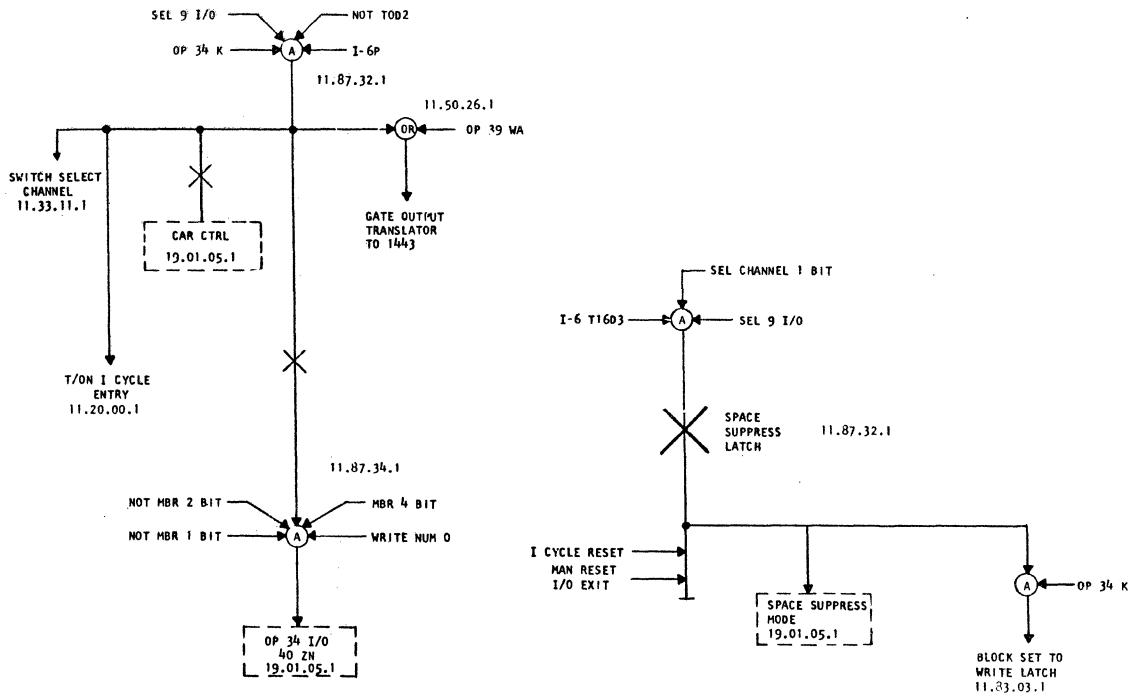 SEL 9 I/O
NOT TOD2
OP 34 K
A
I-6P
11.87.32.1
11.50.26.1
OR
OP 39 WA
SWITCH SELECT
CHANNEL
11.33.11.1
CAR CTRL
19.01.05.1
GATE OUTPUT
TRANSLATOR
TO 1443
T/ON I CYCLE
ENTRY
11.20.00.1
11.87.34.1
NOT MBR 2 BIT
MBR 4 BIT
NOT MBR 1 BIT
A
WRITE NUM 0
OP 34 I/O
40 ZN
19.01.05.1
SEL CHANNEL 1 BIT
I-6 T16D3
A
SEL 9 I/O
SPACE
SUPPRESS
LATCH
11.87.32.1
I CYCLE RESET
MAN RESET
I/O EXIT
SPACE SUPPRESS
MODE
19.01.05.1
A
OP 34 K
BLOCK SET TO
WRITE LATCH
11.83.03.1